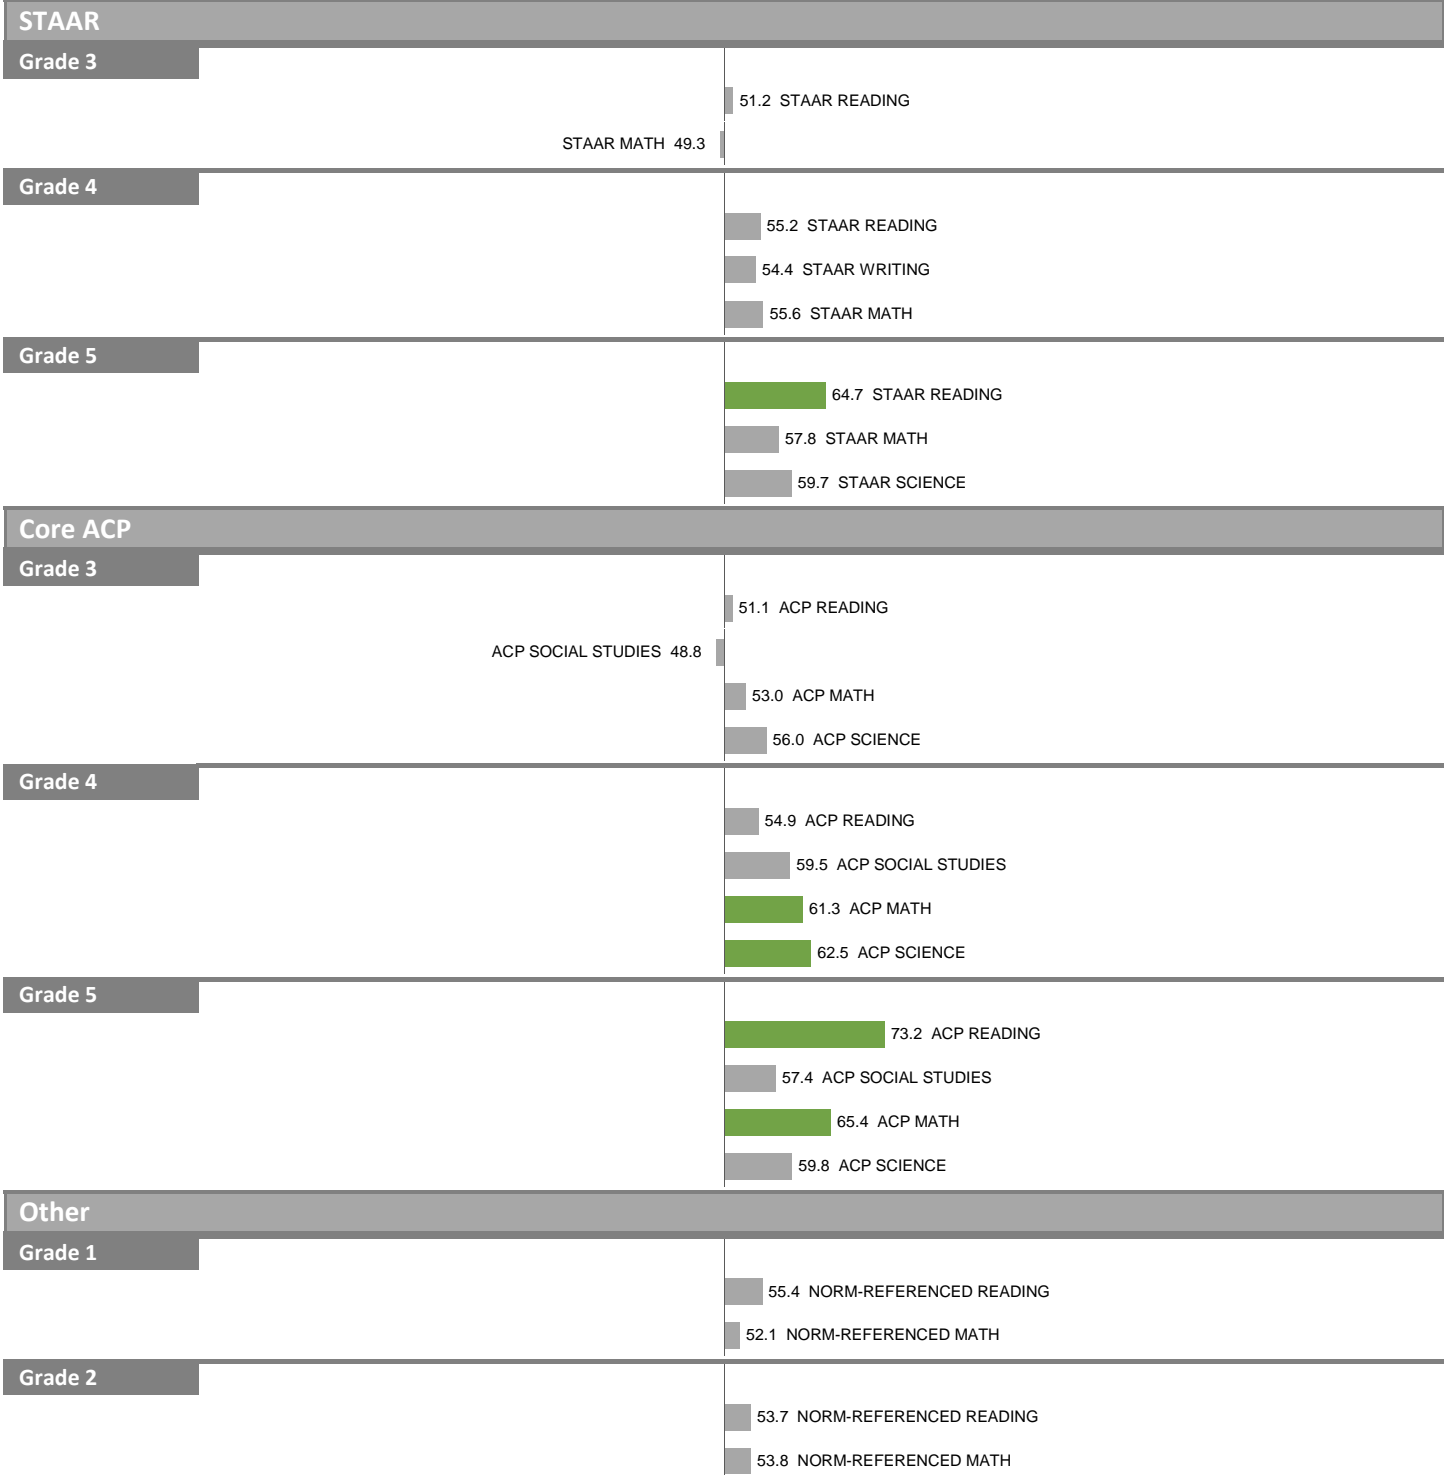 STAAR
Grade 3
51.2 STAAR READING
STAAR MATH 49.3
Grade 4
55.2 STAAR READING
54.4 STAAR WRITING
55.6 STAAR MATH
Grade 5
64.7 STAAR READING
57.8 STAAR MATH
59.7 STAAR SCIENCE
Core ACP
Grade 3
51.1 ACP READING
ACP SOCIAL STUDIES 48.8
53.0 ACP MATH
56.0 ACP SCIENCE
Grade 4
54.9 ACP READING
59.5 ACP SOCIAL STUDIES
61.3 ACP MATH
62.5 ACP SCIENCE
Grade 5
73.2 ACP READING
57.4 ACP SOCIAL STUDIES
65.4 ACP MATH
59.8 ACP SCIENCE
Other
Grade 1
55.4 NORM-REFERENCED READING
52.1 NORM-REFERENCED MATH
Grade 2
53.7 NORM-REFERENCED READING
53.8 NORM-REFERENCED MATH